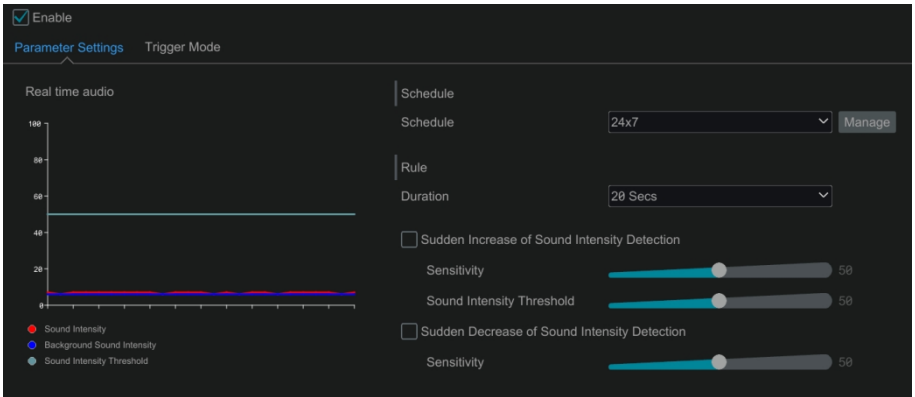 Enable
Parameter Settings Trigger Mode
Real time audio
100
80
60
40
20
0
Sound Intensity
Background Sound Intensity
Sound Intensity Threshold
Schedule
Schedule 24x7 Manage
Rule
Duration 20 Secs
Sudden Increase of Sound Intensity Detection
Sensitivity 50
Sound Intensity Threshold 50
Sudden Decrease of Sound Intensity Detection
Sensitivity 50